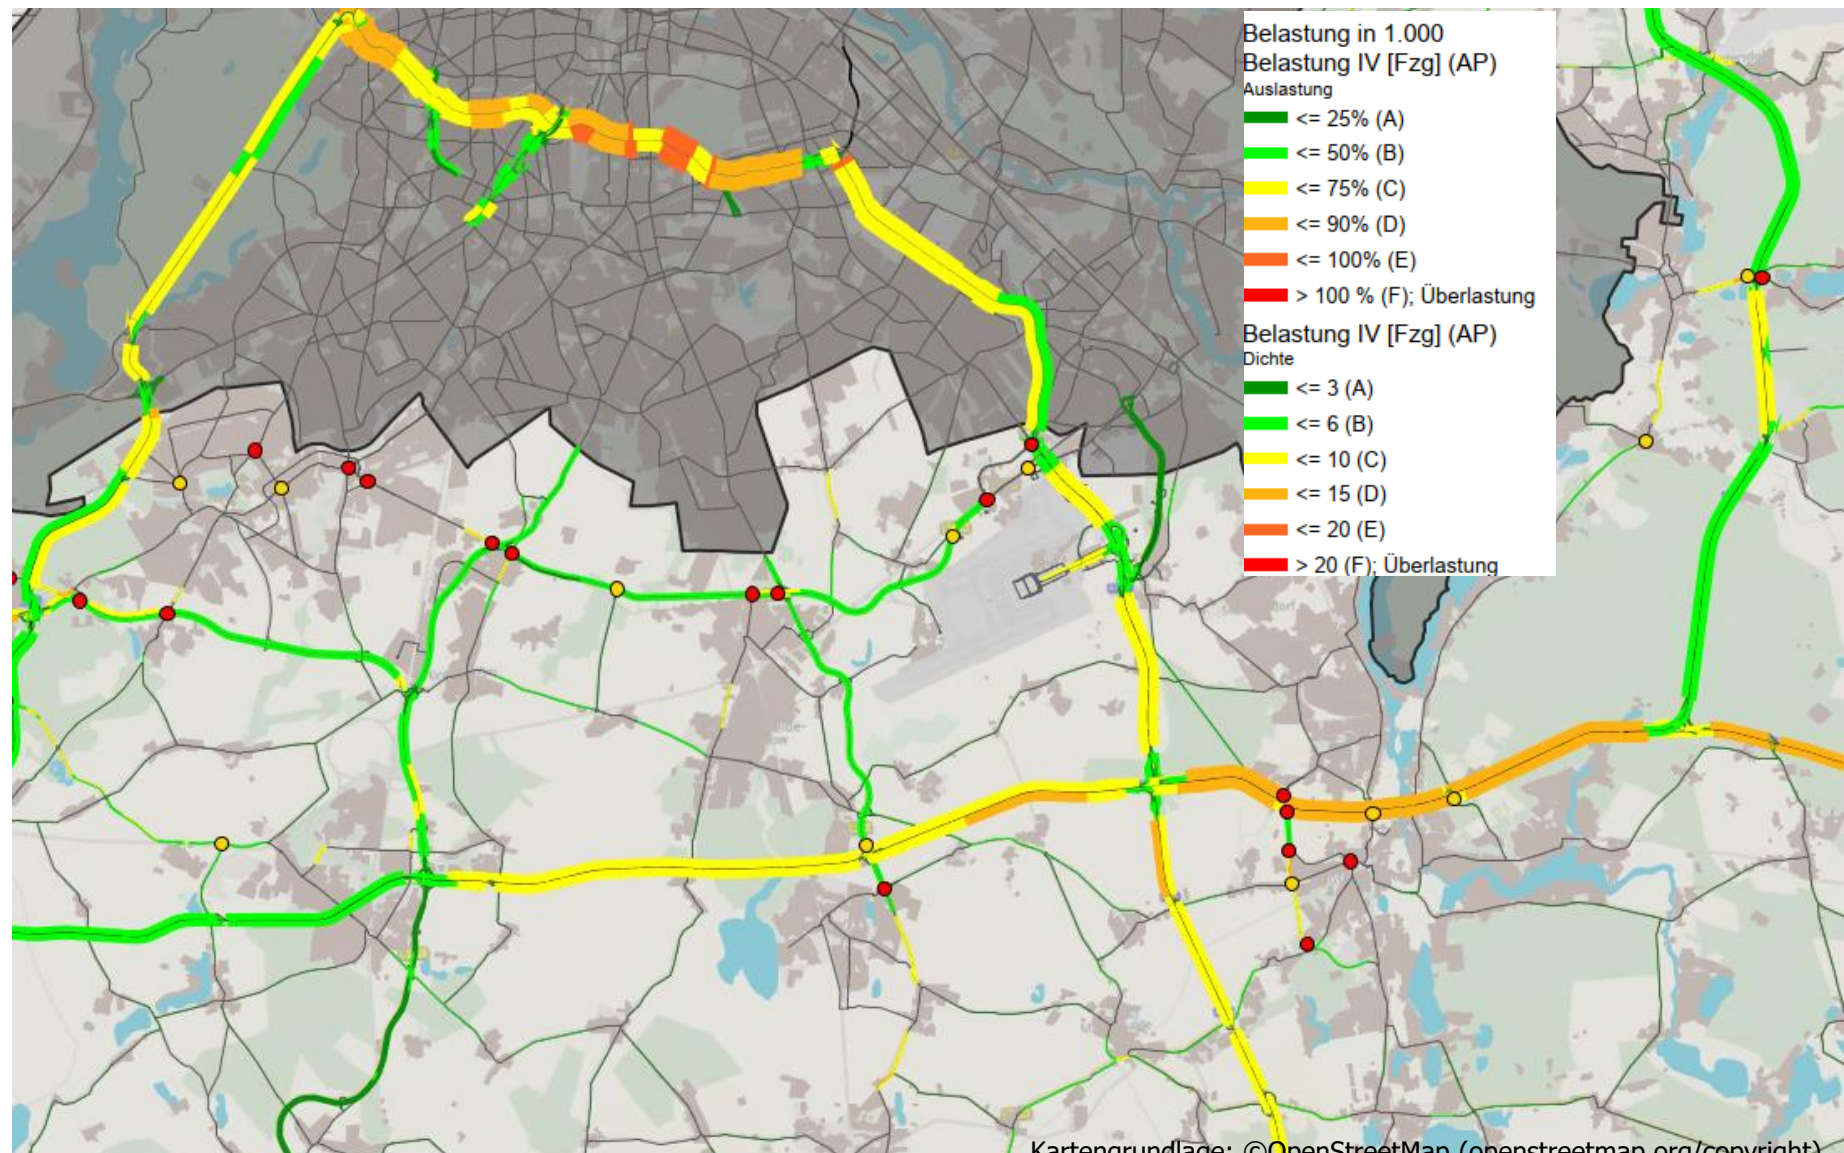 Belastung in 1.000
Belastung IV [Fzg] (AP)
Auslastung
<= 25% (A)
<= 50% (B)
<= 75% (C)
<= 90% (D)
<= 100% (E)
> 100 % (F); Überlastung
Belastung IV [Fzg] (AP)
Dichte
<= 3 (A)
<= 6 (B)
<= 10 (C)
<= 15 (D)
<= 20 (E)
> 20 (F); Überlastung
Kartengrundlage: ©OpenStreetMap (openstreetmap.org/copyright)